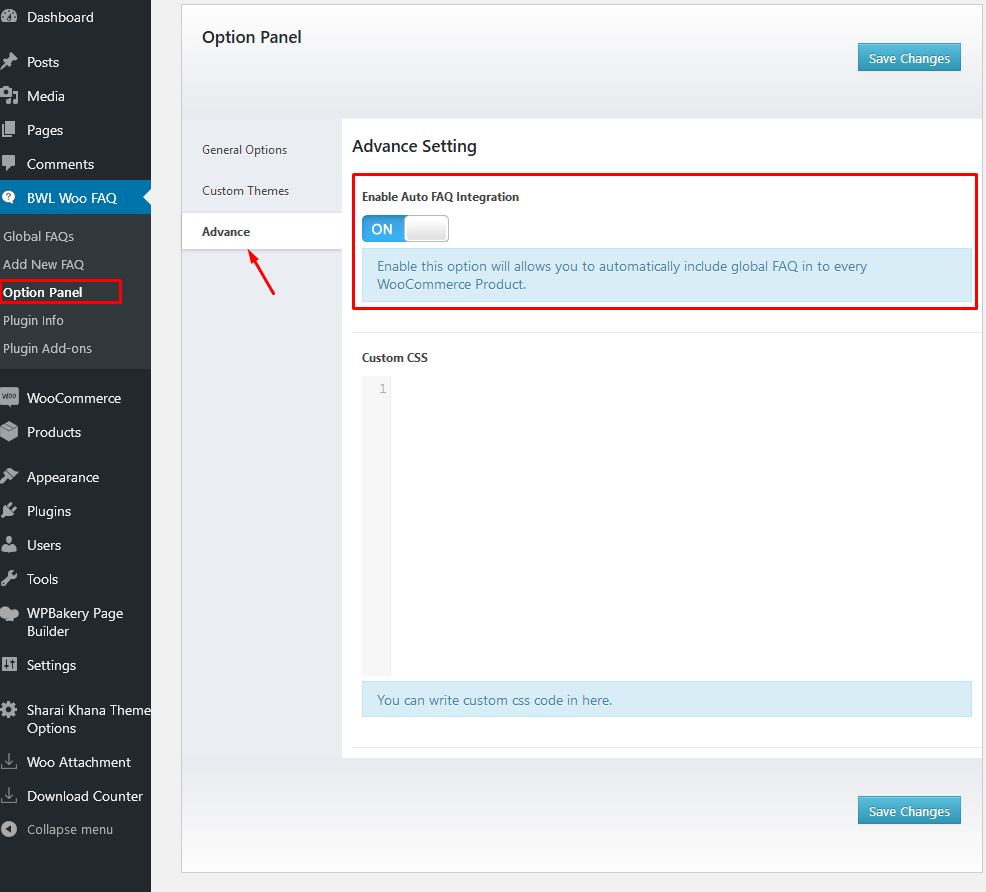 Dashboard
Posts
Media
Pages
Comments
BWL Woo FAQ
Global FAQs
Add New FAQ
Option Panel
Plugin Info
Plugin Add-ons
WooCommerce
Products
Appearance
Plugins
Users
Tools
WPBakery Page
Builder
Settings
Sharai Khana Theme
Options
Woo Attachment
Download Counter
Collapse menu
Option Panel
Save Changes
General Options
Custom Themes
Advance
Advance Setting
Enable Auto FAQ Integration
ON
Enable this option will allows you to automatically include global FAQ in to every
WooCommerce Product.
Custom CSS
1
You can write custom css code in here.
Save Changes